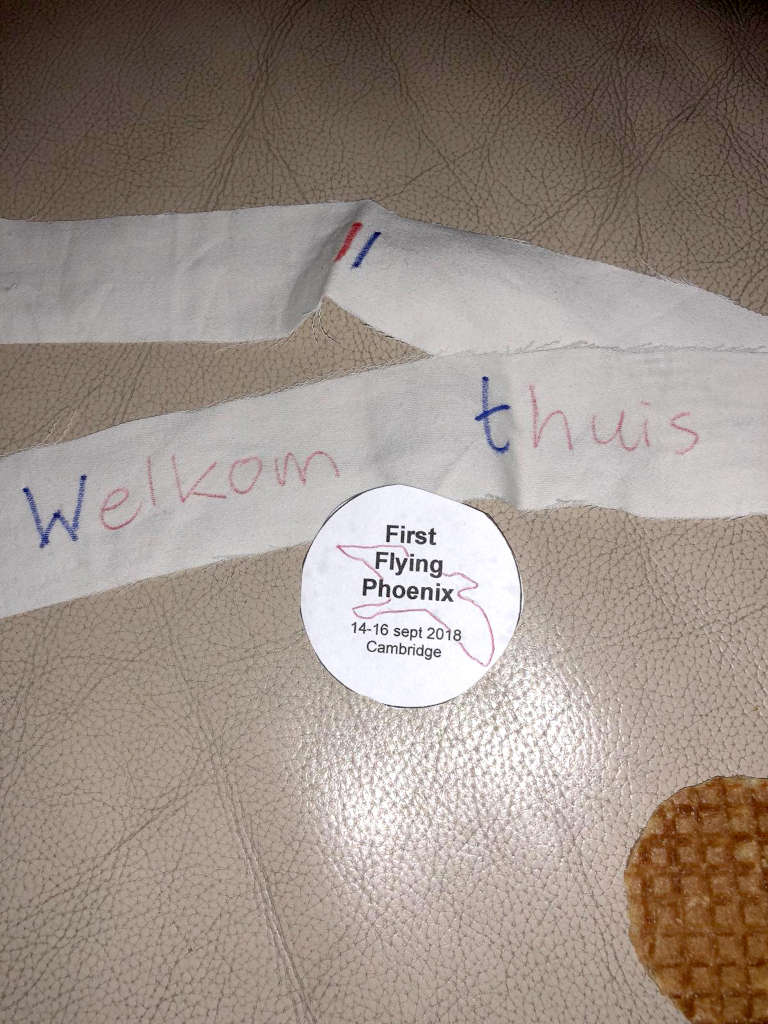 Welkom thuis
First
Flying
Phoenix
14-16 sept 2018
Cambridge